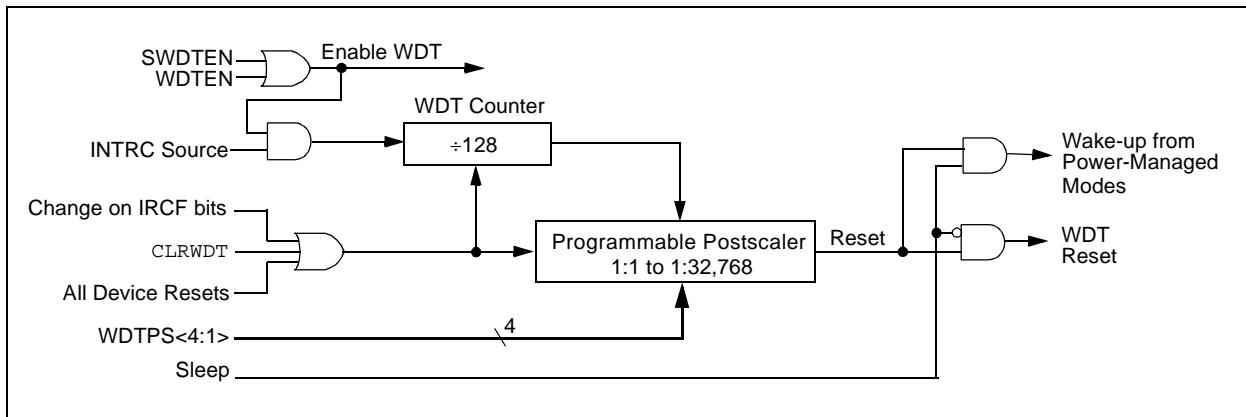 SWDTEN
WDTEN
Enable WDT
WDT Counter
÷128
INTRC Source
Wake-up from
Power-Managed
Modes
Change on IRCF bits
CLRWDT
All Device Resets
Programmable Postscaler
1:1 to 1:32,768
Reset
WDT
Reset
WDTPS<4:1>
4
Sleep